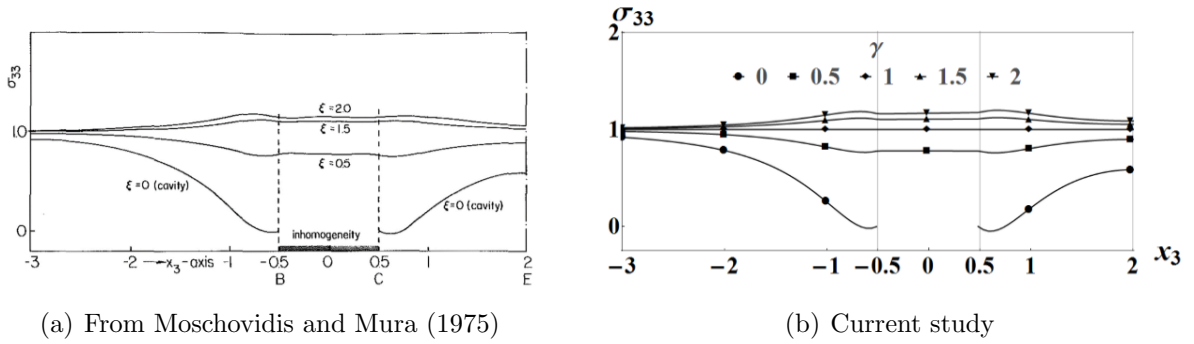 σ33
1.0
0
ξ = 2.0
ξ = 1.5
ξ = 0.5
ξ = 0 (cavity)
ξ = 0 (cavity)
inhomogeneity
-3 -2 x3-axis -1 -0.5 0 0.5 1 2
B C E
(a) From Moschovidis and Mura (1975)
σ33
2
γ
0 0.5 1 1.5 2
1
0
-3 -2 -1 -0.5 0 0.5 1 2 x3
(b) Current study